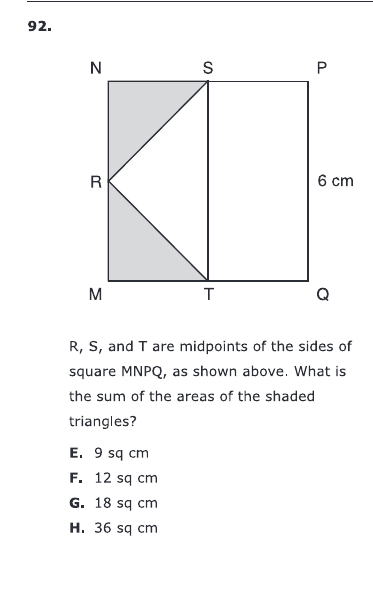 92.
N S P
R 6 cm
M T Q
R, S, and T are midpoints of the sides of
square MNPQ, as shown above. What is
the sum of the areas of the shaded
triangles?
E. 9 sq cm
F. 12 sq cm
G. 18 sq cm
H. 36 sq cm